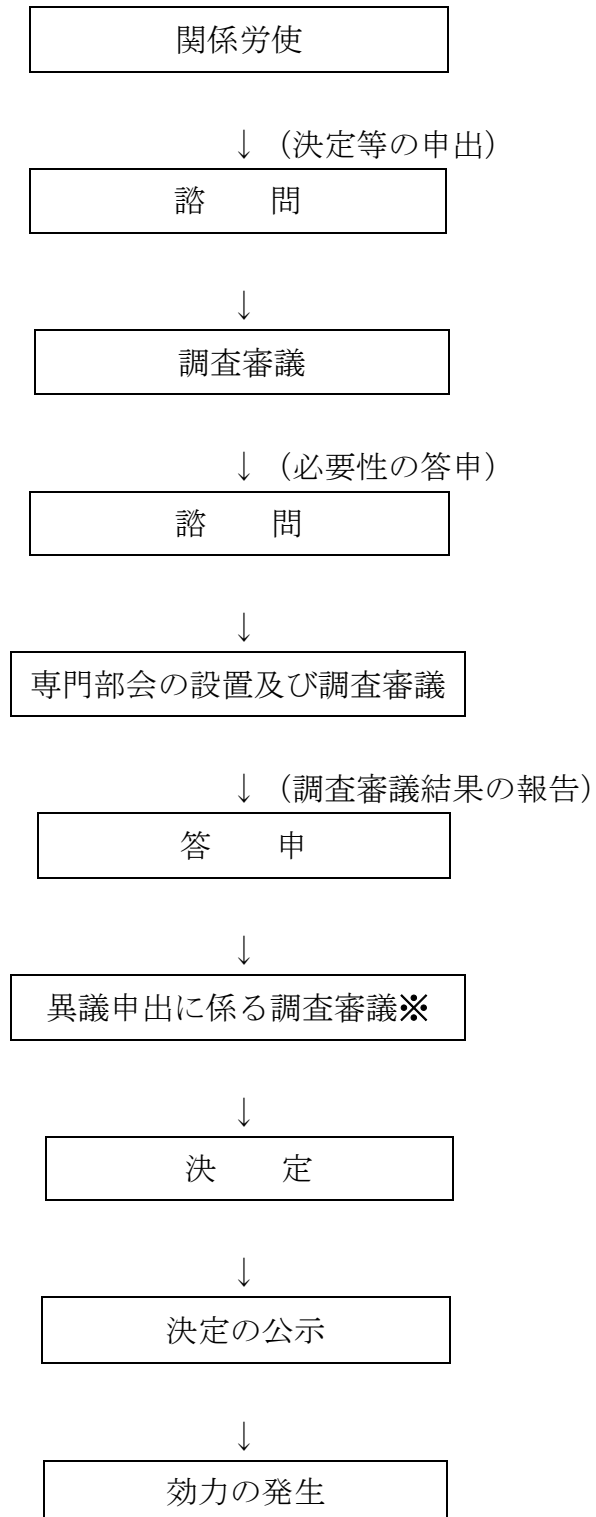 関係労使
↓（決定等の申出）
諮　　問
↓
調査審議
↓（必要性の答申）
諮　　問
↓
専門部会の設置及び調査審議
↓（調査審議結果の報告）
答　　申
↓
異議申出に係る調査審議※
↓
決　　定
↓
決定の公示
↓
効力の発生